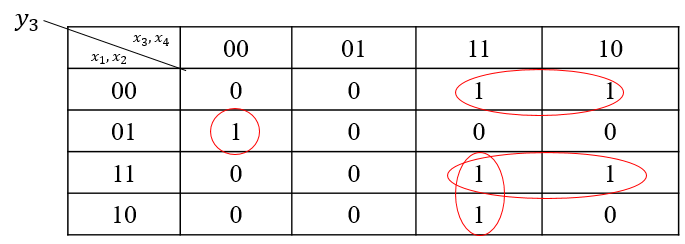 y₃
x₃, x₄
x₁, x₂
00 01 11 10
00 0 0 1 1
01 1 0 0 0
11 0 0 1 1
10 0 0 1 0